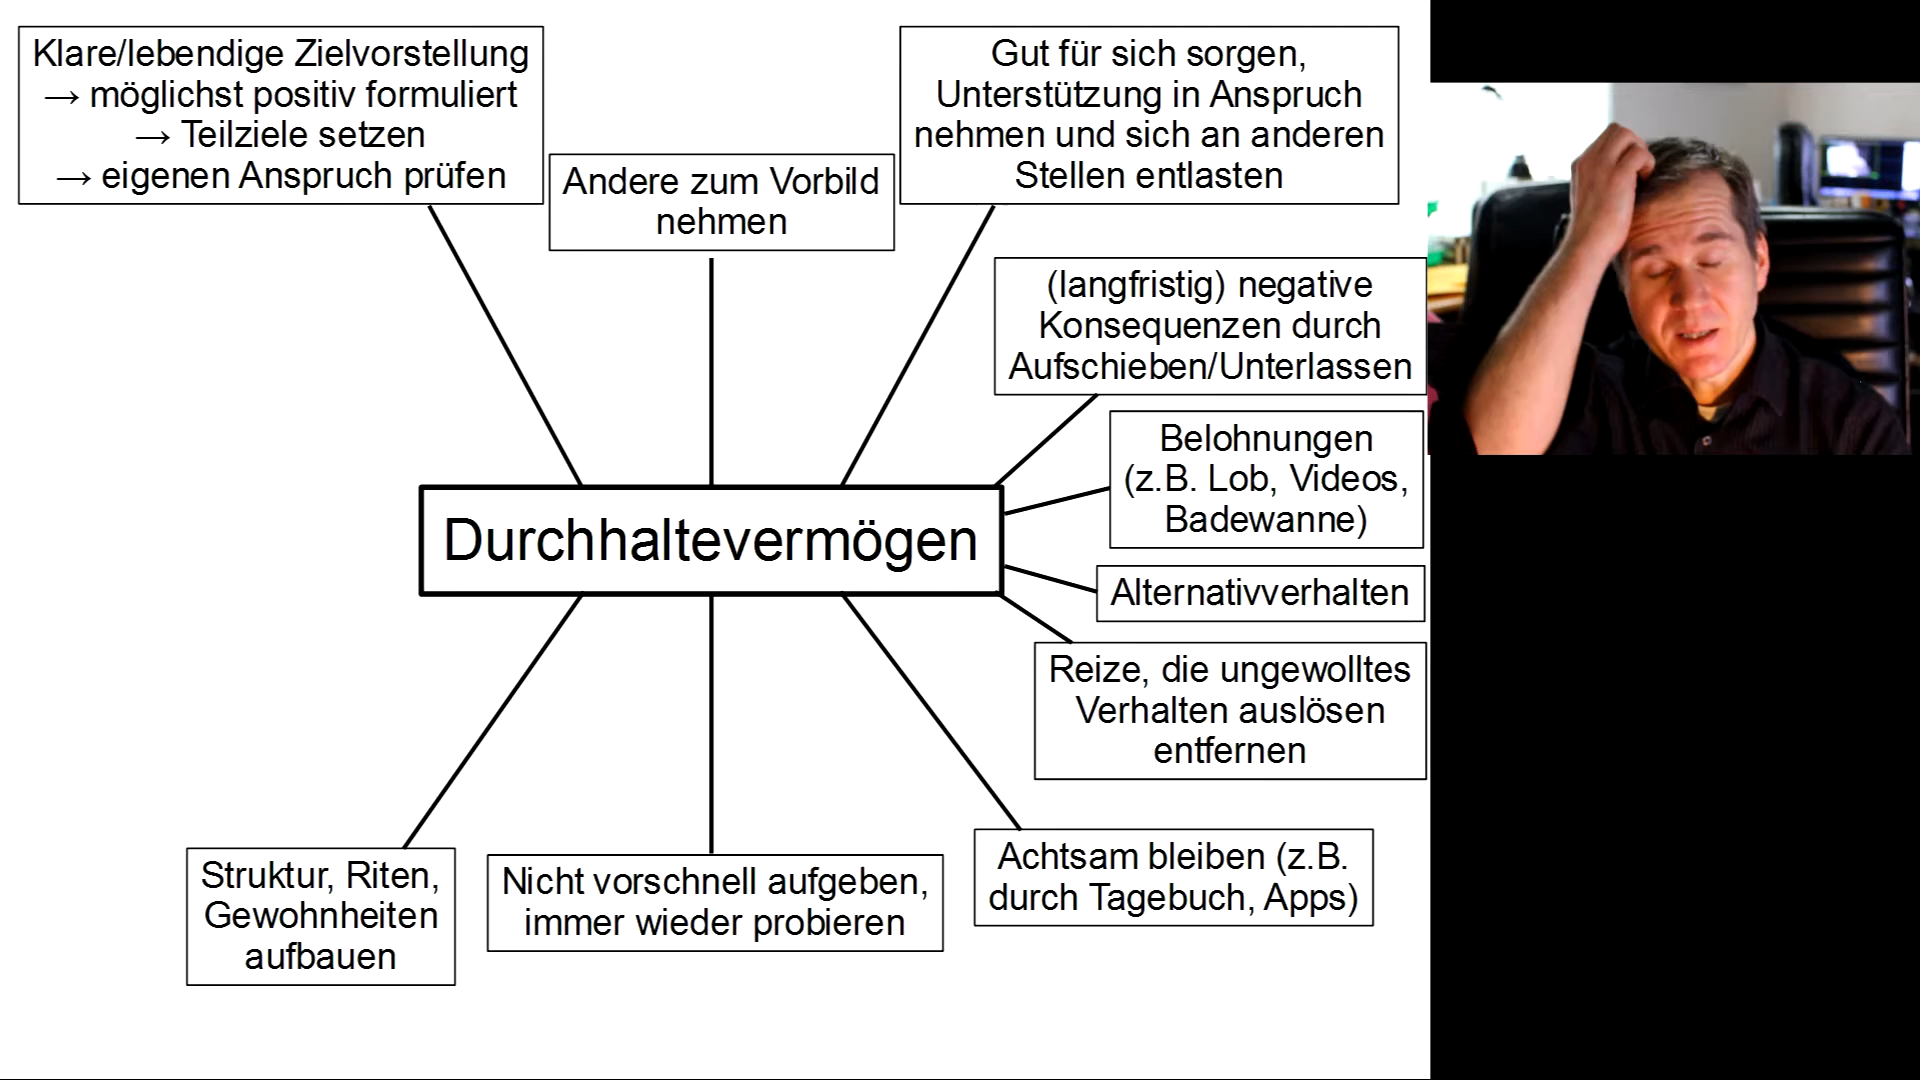 Klare/lebendige Zielvorstellung
→ möglichst positiv formuliert
→ Teilziele setzen
→ eigenen Anspruch prüfen
Andere zum Vorbild
nehmen
Gut für sich sorgen,
Unterstützung in Anspruch
nehmen und sich an anderen
Stellen entlasten
(langfristig) negative
Konsequenzen durch
Aufschieben/Unterlassen
Belohnungen
(z.B. Lob, Videos,
Badewanne)
Durchhaltevermögen
Alternativverhalten
Reize, die ungewolltes
Verhalten auslösen
entfernen
Struktur, Riten,
Gewohnheiten
aufbauen
Nicht vorschnell aufgeben,
immer wieder probieren
Achtsam bleiben (z.B.
durch Tagebuch, Apps)